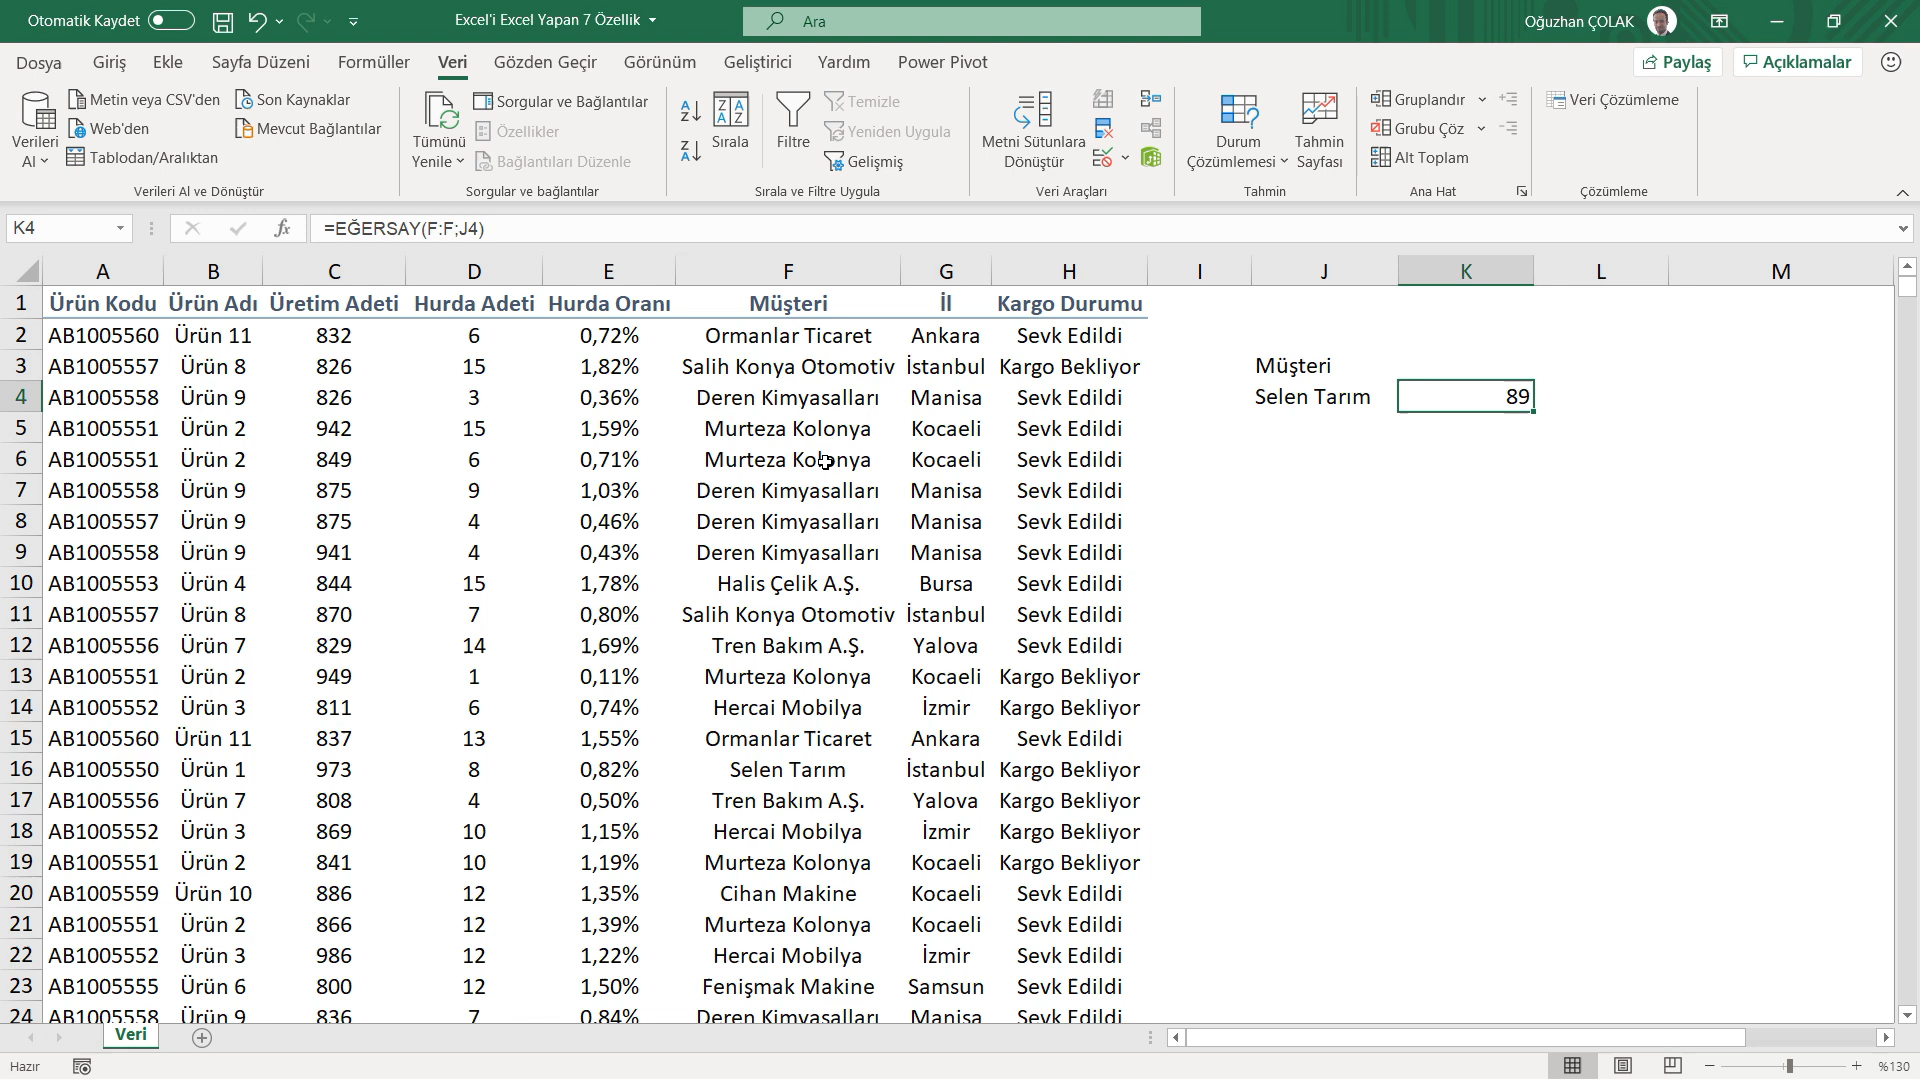 Otomatik Kaydet
Excel'i Excel Yapan 7 Özellik
Ara
Oğuzhan ÇOLAK
Dosya Giriş Ekle Sayfa Düzeni Formüller Veri Gözden Geçir Görünüm Geliştirici Yardım Power Pivot
Paylaş
Açıklamalar
Verileri Al
Metin veya CSV'den
Web'den
Tablodan/Aralıktan
Son Kaynaklar
Mevcut Bağlantılar
Verileri Al ve Dönüştür
Tümünü Yenile
Sorgular ve Bağlantılar
Özellikler
Bağlantıları Düzenle
Sorgular ve bağlantılar
Sırala
Filtre
Temizle
Yeniden Uygula
Gelişmiş
Sırala ve Filtre Uygula
Metni Sütunlara Dönüştür
Veri Araçları
Durum Çözümlemesi
Tahmin Sayfası
Tahmin
Gruplandır
Grubu Çöz
Alt Toplam
Ana Hat
Veri Çözümleme
Çözümleme
K4
fx
=EĞERSAY(F:F;J4)
A B C D E F G H I J K L M
1 Ürün Kodu Ürün Adı Üretim Adeti Hurda Adeti Hurda Oranı Müşteri İl Kargo Durumu
2 AB1005560 Ürün 11 832 6 0,72% Ormanlar Ticaret Ankara Sevk Edildi
3 AB1005557 Ürün 8 826 15 1,82% Salih Konya Otomotiv İstanbul Kargo Bekliyor Müşteri
4 AB1005558 Ürün 9 826 3 0,36% Deren Kimyasalları Manisa Sevk Edildi Selen Tarım 89
5 AB1005551 Ürün 2 942 15 1,59% Murteza Kolonya Kocaeli Sevk Edildi
6 AB1005551 Ürün 2 849 6 0,71% Murteza Kolonya Kocaeli Sevk Edildi
7 AB1005558 Ürün 9 875 9 1,03% Deren Kimyasalları Manisa Sevk Edildi
8 AB1005557 Ürün 9 875 4 0,46% Deren Kimyasalları Manisa Sevk Edildi
9 AB1005558 Ürün 9 941 4 0,43% Deren Kimyasalları Manisa Sevk Edildi
10 AB1005553 Ürün 4 844 15 1,78% Halis Çelik A.Ş. Bursa Sevk Edildi
11 AB1005557 Ürün 8 870 7 0,80% Salih Konya Otomotiv İstanbul Sevk Edildi
12 AB1005556 Ürün 7 829 14 1,69% Tren Bakım A.Ş. Yalova Sevk Edildi
13 AB1005551 Ürün 2 949 1 0,11% Murteza Kolonya Kocaeli Kargo Bekliyor
14 AB1005552 Ürün 3 811 6 0,74% Hercai Mobilya İzmir Kargo Bekliyor
15 AB1005560 Ürün 11 837 13 1,55% Ormanlar Ticaret Ankara Sevk Edildi
16 AB1005550 Ürün 1 973 8 0,82% Selen Tarım İstanbul Kargo Bekliyor
17 AB1005556 Ürün 7 808 4 0,50% Tren Bakım A.Ş. Yalova Kargo Bekliyor
18 AB1005552 Ürün 3 869 10 1,15% Hercai Mobilya İzmir Kargo Bekliyor
19 AB1005551 Ürün 2 841 10 1,19% Murteza Kolonya Kocaeli Kargo Bekliyor
20 AB1005559 Ürün 10 886 12 1,35% Cihan Makine Kocaeli Sevk Edildi
21 AB1005551 Ürün 2 866 12 1,39% Murteza Kolonya Kocaeli Sevk Edildi
22 AB1005552 Ürün 3 986 12 1,22% Hercai Mobilya İzmir Sevk Edildi
23 AB1005555 Ürün 6 800 12 1,50% Fenişmak Makine Samsun Sevk Edildi
24 AB1005558 Ürün 9 836 7 0,84% Deren Kimyasalları Manisa Sevk Edildi
Veri
Hazır
%130